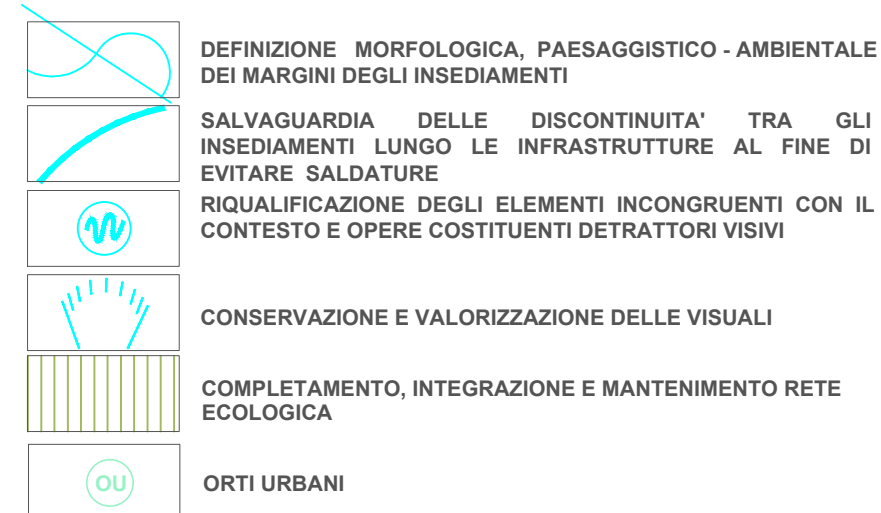 DEFINIZIONE MORFOLOGICA, PAESAGGISTICO - AMBIENTALE
DEI MARGINI DEGLI INSEDIAMENTI
SALVAGUARDIA DELLE DISCONTINUITA' TRA GLI
INSEDIAMENTI LUNGO LE INFRASTRUTTURE AL FINE DI
EVITARE SALDATURE
RIQUALIFICAZIONE DEGLI ELEMENTI INCONGRUENTI CON IL
CONTESTO E OPERE COSTITUENTI DETRATTORI VISIVI
CONSERVAZIONE E VALORIZZAZIONE DELLE VISUALI
COMPLETAMENTO, INTEGRAZIONE E MANTENIMENTO RETE
ECOLOGICA
OU ORTI URBANI